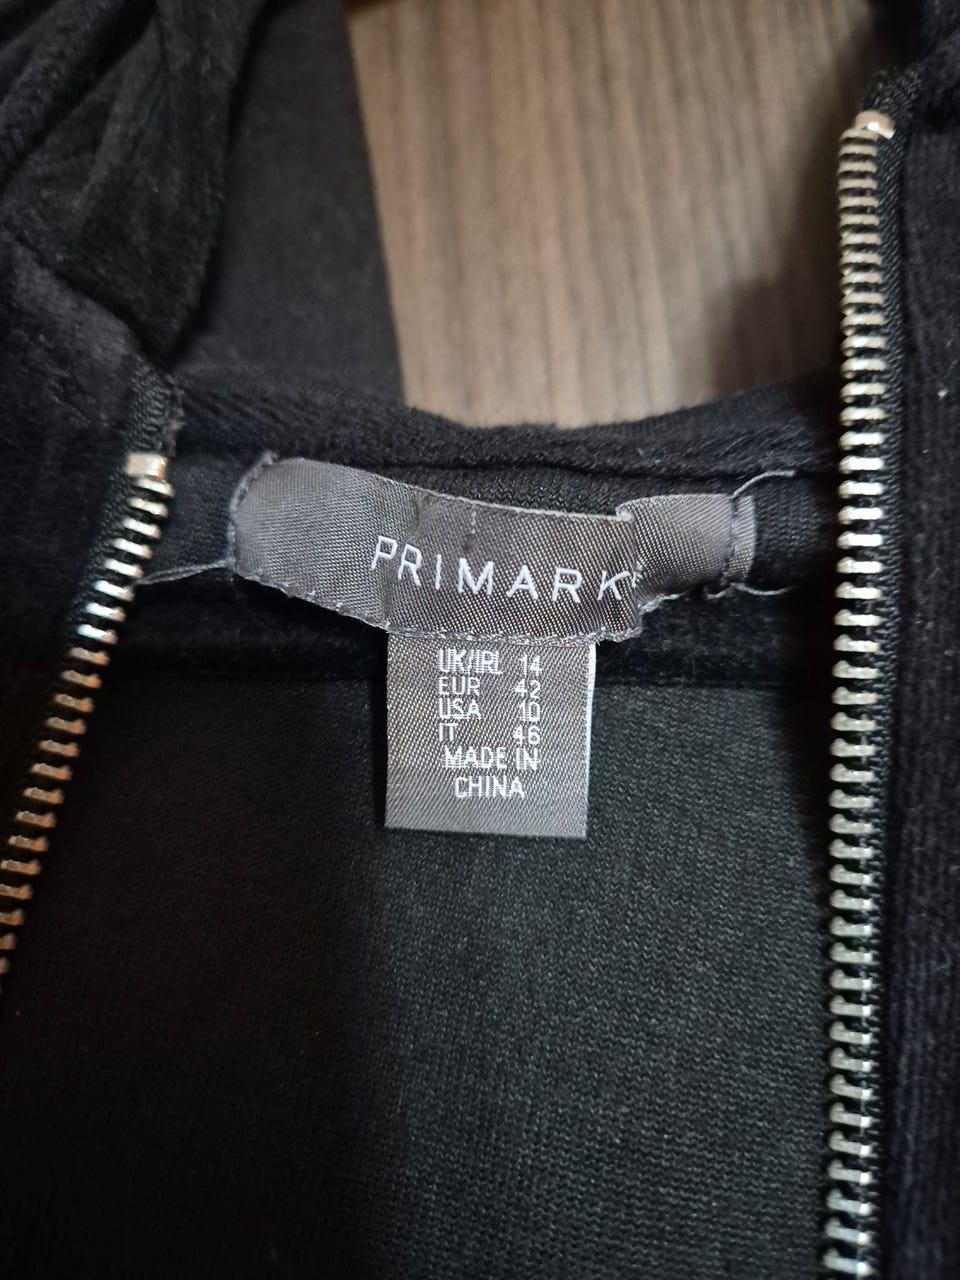 PRIMARK
UK/IRL 14
EUR 42
USA 10
IT 46
MADE IN
CHINA